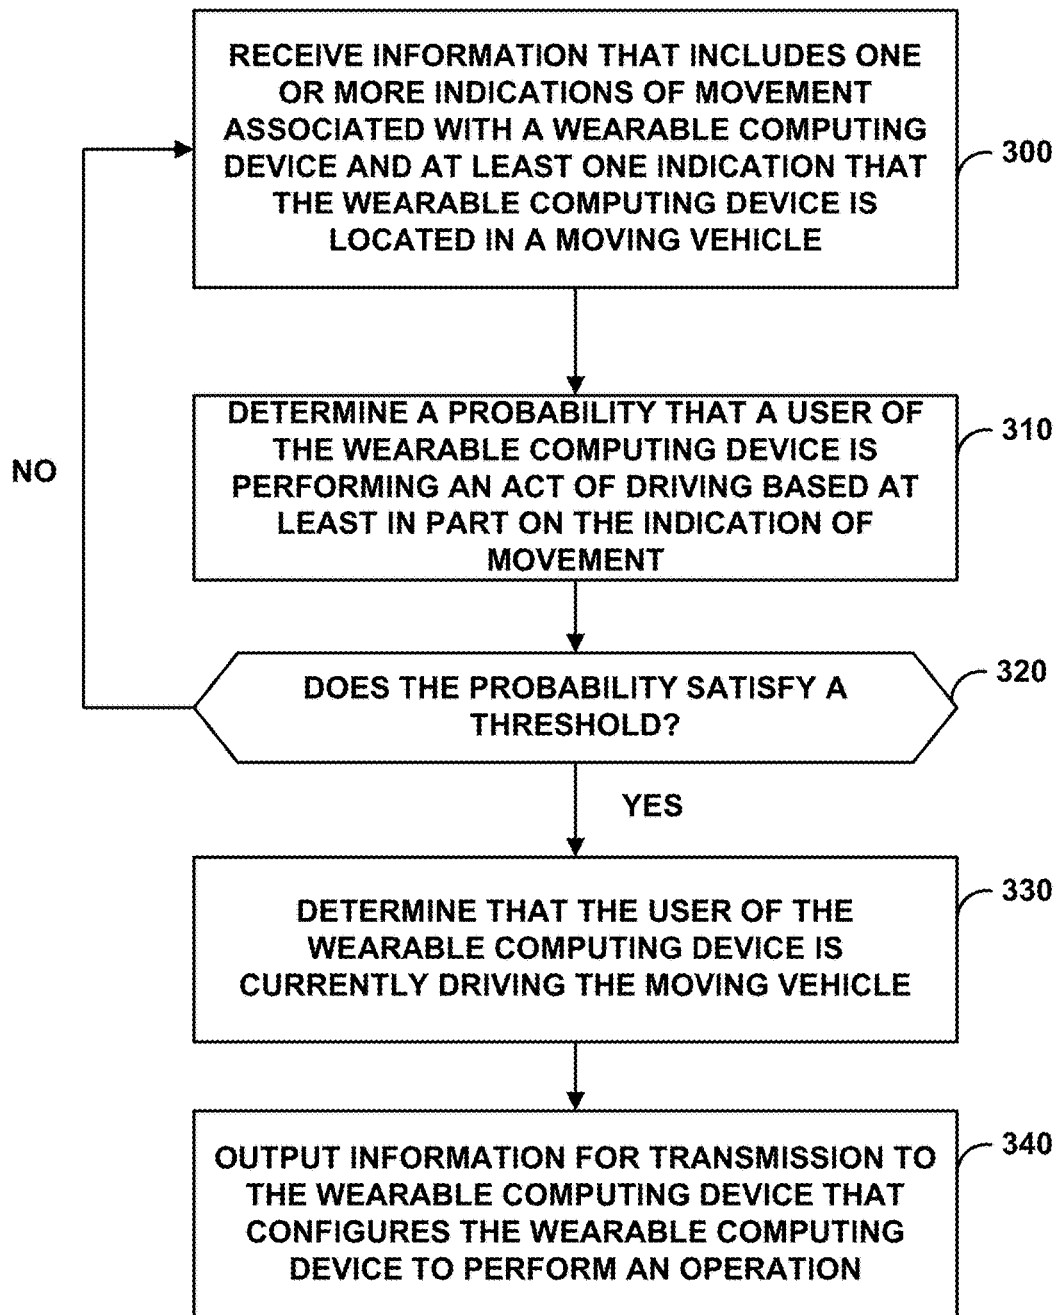 RECEIVE INFORMATION THAT INCLUDES ONE
OR MORE INDICATIONS OF MOVEMENT
ASSOCIATED WITH A WEARABLE COMPUTING
DEVICE AND AT LEAST ONE INDICATION THAT
THE WEARABLE COMPUTING DEVICE IS
LOCATED IN A MOVING VEHICLE
300
DETERMINE A PROBABILITY THAT A USER OF
THE WEARABLE COMPUTING DEVICE IS
PERFORMING AN ACT OF DRIVING BASED AT
LEAST IN PART ON THE INDICATION OF
MOVEMENT
310
NO
DOES THE PROBABILITY SATISFY A
THRESHOLD?
320
YES
DETERMINE THAT THE USER OF THE
WEARABLE COMPUTING DEVICE IS
CURRENTLY DRIVING THE MOVING VEHICLE
330
OUTPUT INFORMATION FOR TRANSMISSION TO
THE WEARABLE COMPUTING DEVICE THAT
CONFIGURES THE WEARABLE COMPUTING
DEVICE TO PERFORM AN OPERATION
340